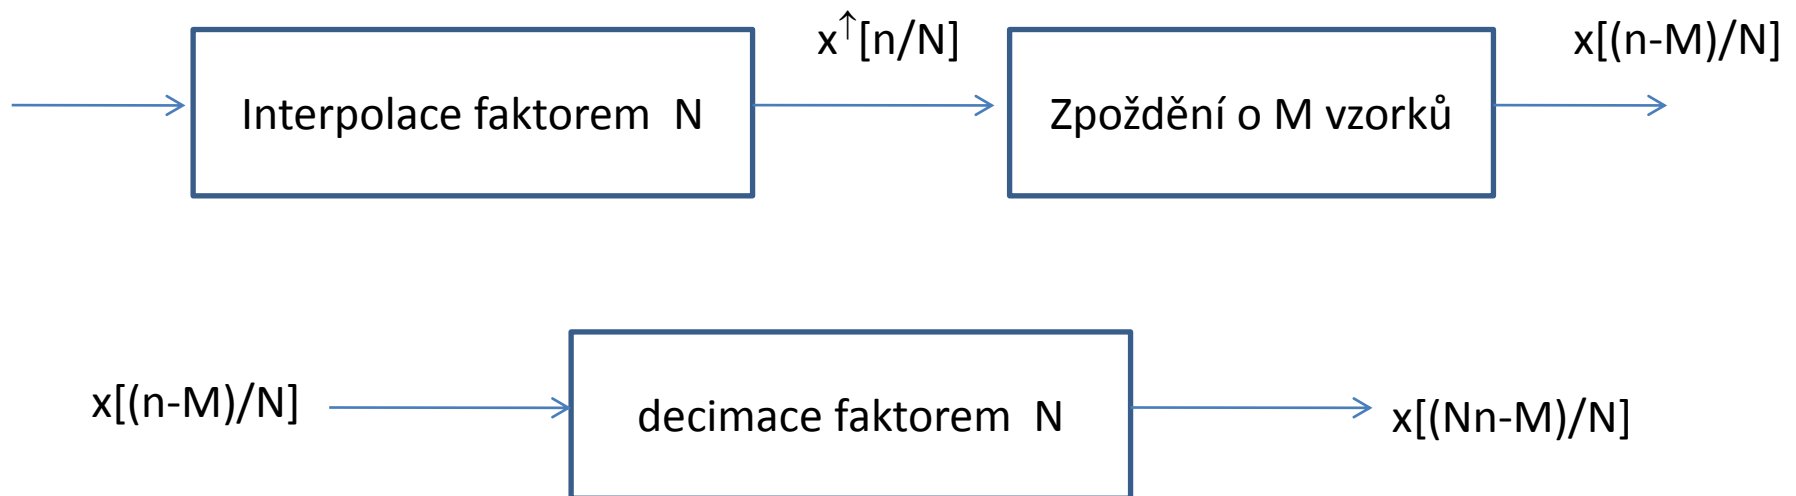 x↑[n/N]
x[(n-M)/N]
Interpolace faktorem N
Zpoždění o M vzorků
x[(n-M)/N]
decimace faktorem N
x[(Nn-M)/N]